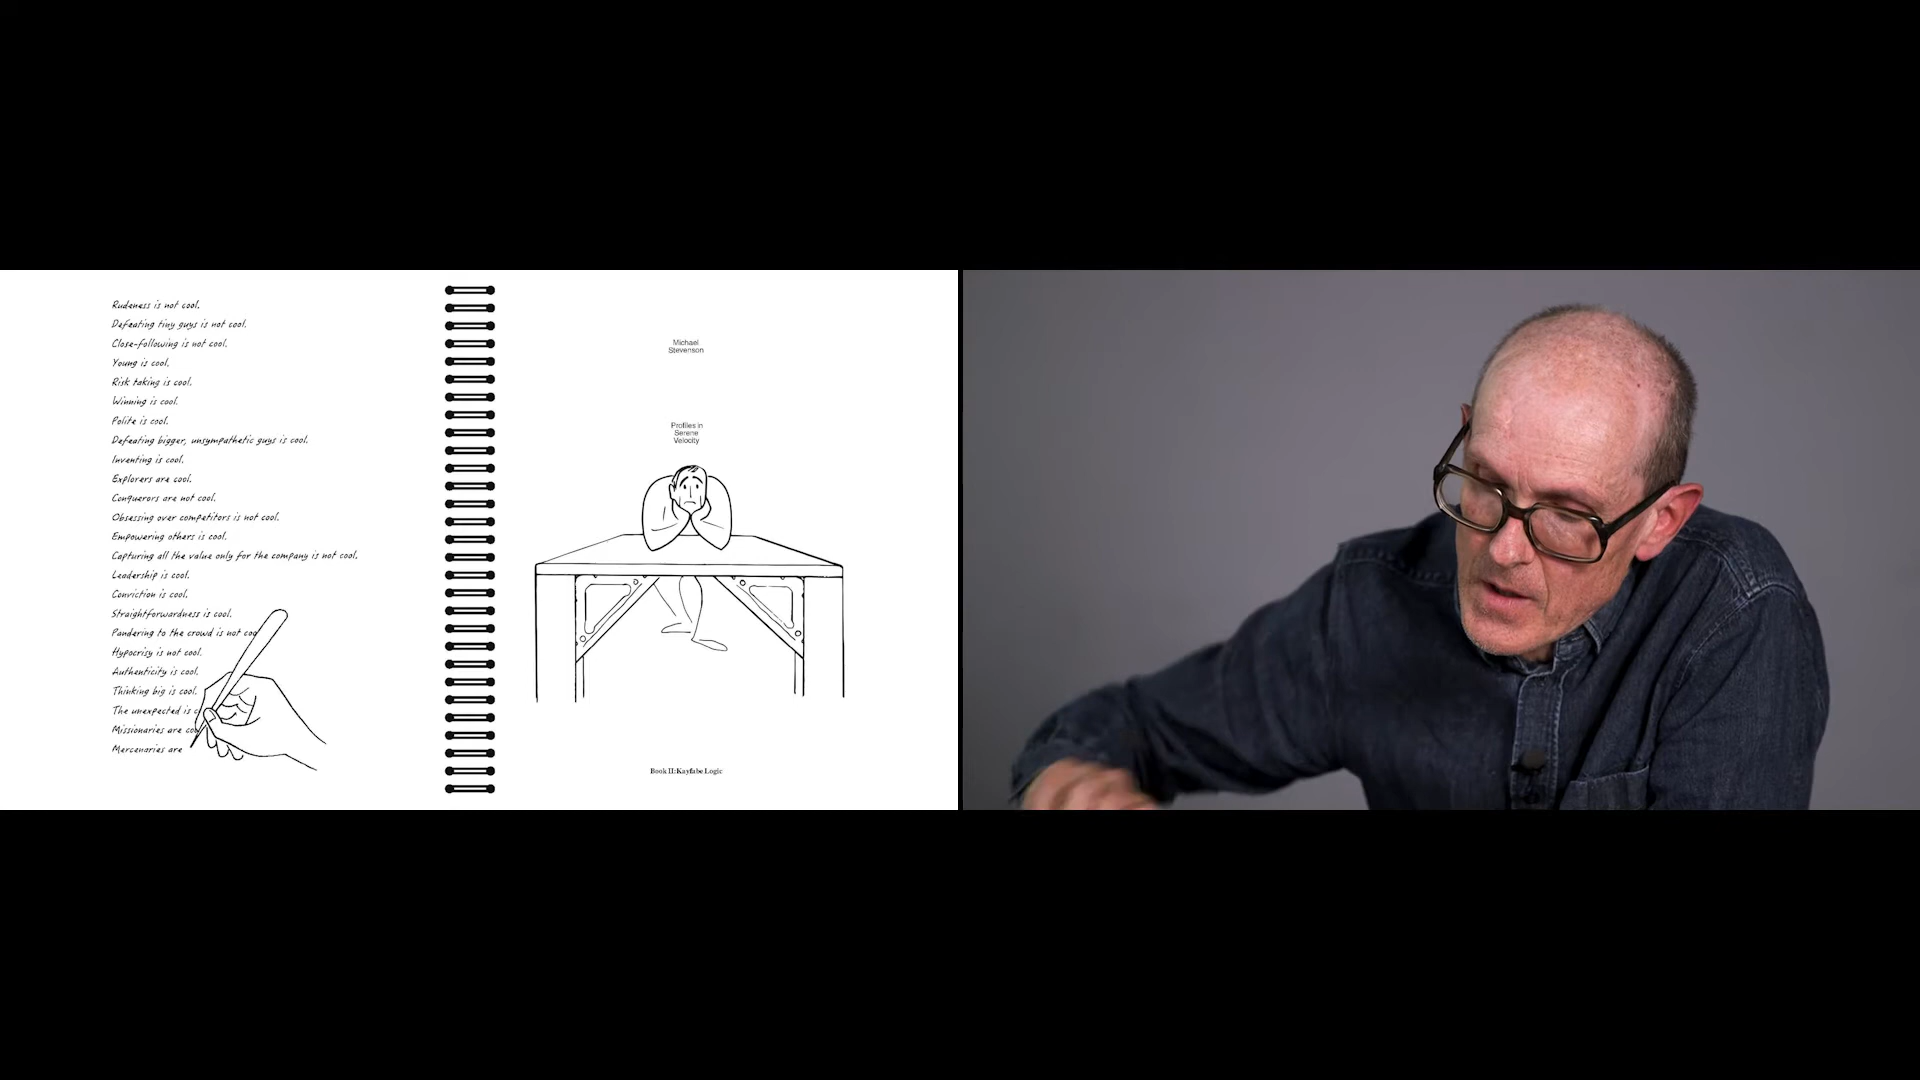 Rudeness is not cool.
Defeating tiny guys is not cool.
Close-following is not cool.
Young is cool.
Risk taking is cool.
Winning is cool.
Polite is cool.
Defeating bigger, unsympathetic guys is cool.
Inventing is cool.
Explorers are cool.
Conquerors are not cool.
Obsessing over competitors is not cool.
Empowering others is cool.
Capturing all the value only for the company is not cool.
Leadership is cool.
Conviction is cool.
Straightforwardness is cool.
Pandering to the crowd is not coo
Hypocrisy is not cool.
Authenticity is cool.
Thinking big is cool.
The unexpected is c
Missionaries are coo
Mercenaries are
Michael
Stevenson
Profiles in
Serene
Velocity
Book II: Kayfabe Logic